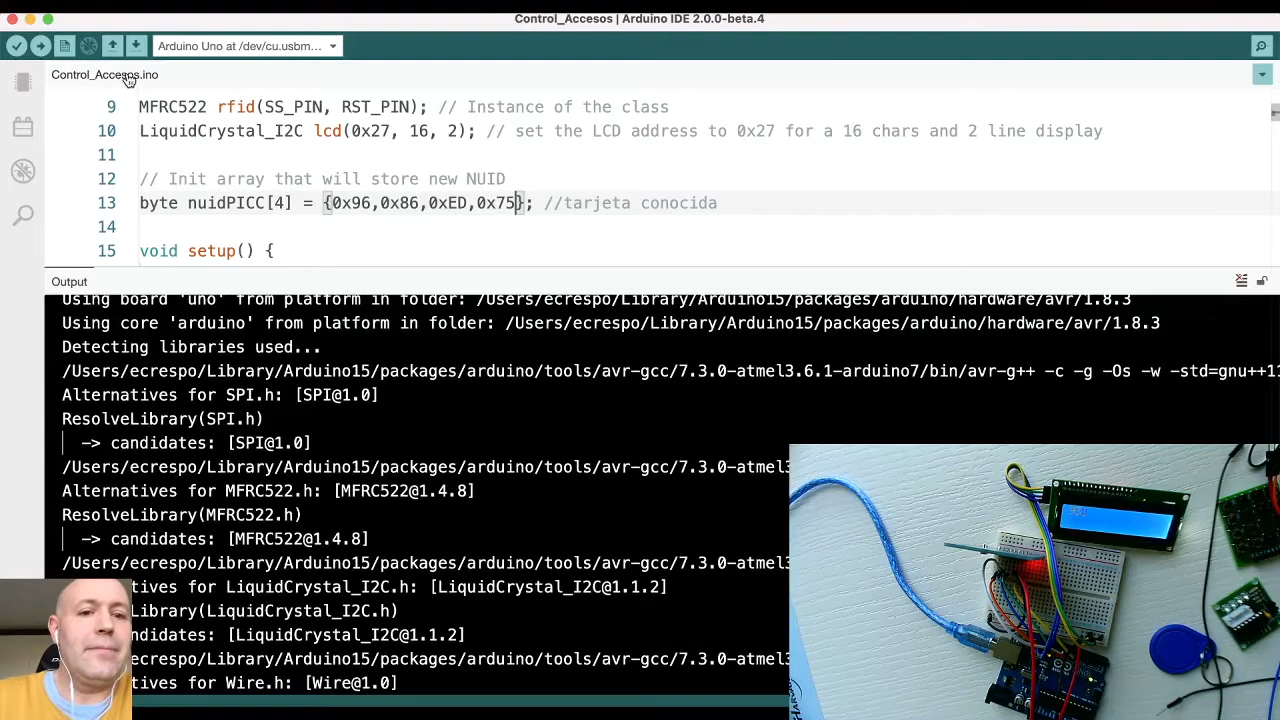 Control_Accesos | Arduino IDE 2.0.0-beta.4
Arduino Uno at /dev/cu.usbm...
Control_Accesos.ino
9 MFRC522 rfid(SS_PIN, RST_PIN); // Instance of the class
10 LiquidCrystal_I2C lcd(0x27, 16, 2); // set the LCD address to 0x27 for a 16 chars and 2 line display
11
12 // Init array that will store new NUID
13 byte nuidPICC[4] = {0x96,0x86,0xED,0x75}; //tarjeta conocida
14
15 void setup() {
Output
Using board 'uno' from platform in folder: /Users/ecrespo/Library/Arduino15/packages/arduino/hardware/avr/1.8.3
Using core 'arduino' from platform in folder: /Users/ecrespo/Library/Arduino15/packages/arduino/hardware/avr/1.8.3
Detecting libraries used...
/Users/ecrespo/Library/Arduino15/packages/arduino/tools/avr-gcc/7.3.0-atmel3.6.1-arduino7/bin/avr-g++ -c -g -Os -w -std=gnu++11
Alternatives for SPI.h: [SPI@1.0]
ResolveLibrary(SPI.h)
-> candidates: [SPI@1.0]
/Users/ecrespo/Library/Arduino15/packages/arduino/tools/avr-gcc/7.3.0-atmel3
Alternatives for MFRC522.h: [MFRC522@1.4.8]
ResolveLibrary(MFRC522.h)
-> candidates: [MFRC522@1.4.8]
/Users/ecrespo/Library/Arduino15/packages/arduino/tools/avr-gcc/7.3.0-atmel3
atives for LiquidCrystal_I2C.h: [LiquidCrystal_I2C@1.1.2]
Library(LiquidCrystal_I2C.h)
ndidates: [LiquidCrystal_I2C@1.1.2]
ecrespo/Library/Arduino15/packages/arduino/tools/avr-gcc/7.3.0-atmel3
atives for Wire.h: [Wire@1.0]